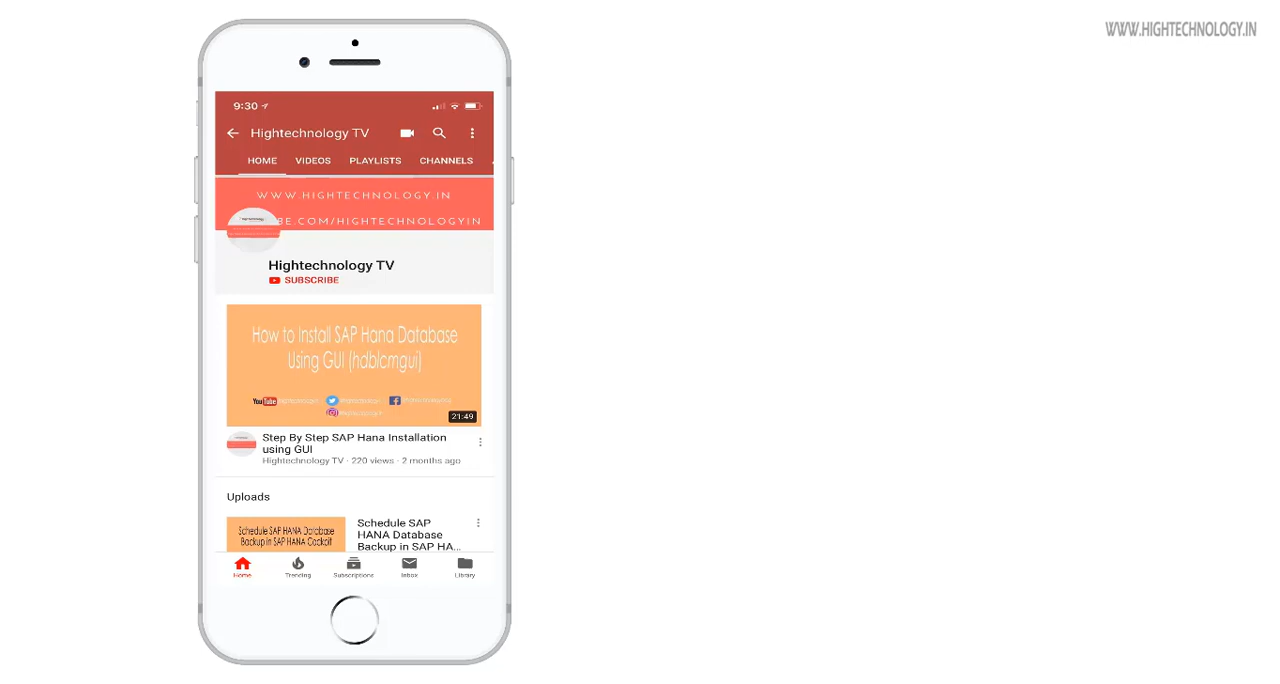 WWW.HIGHTECHNOLOGY.IN
9:30
Hightechnology TV
HOME VIDEOS PLAYLISTS CHANNELS
WWW.HIGHTECHNOLOGY.IN
BE.COM/HIGHTECHNOLOGYIN
Hightechnology TV
SUBSCRIBE
How to Install SAP Hana Database
Using GUI (hdblcmgui)
YouTube
21:49
Step By Step SAP Hana Installation
using GUI
Hightechnology TV · 220 views · 2 months ago
Uploads
Schedule SAP HANA Database
Backup in SAP HANA Cockpit
Schedule SAP
HANA Database
Backup in SAP HA...
Home Trending Subscriptions Inbox Library